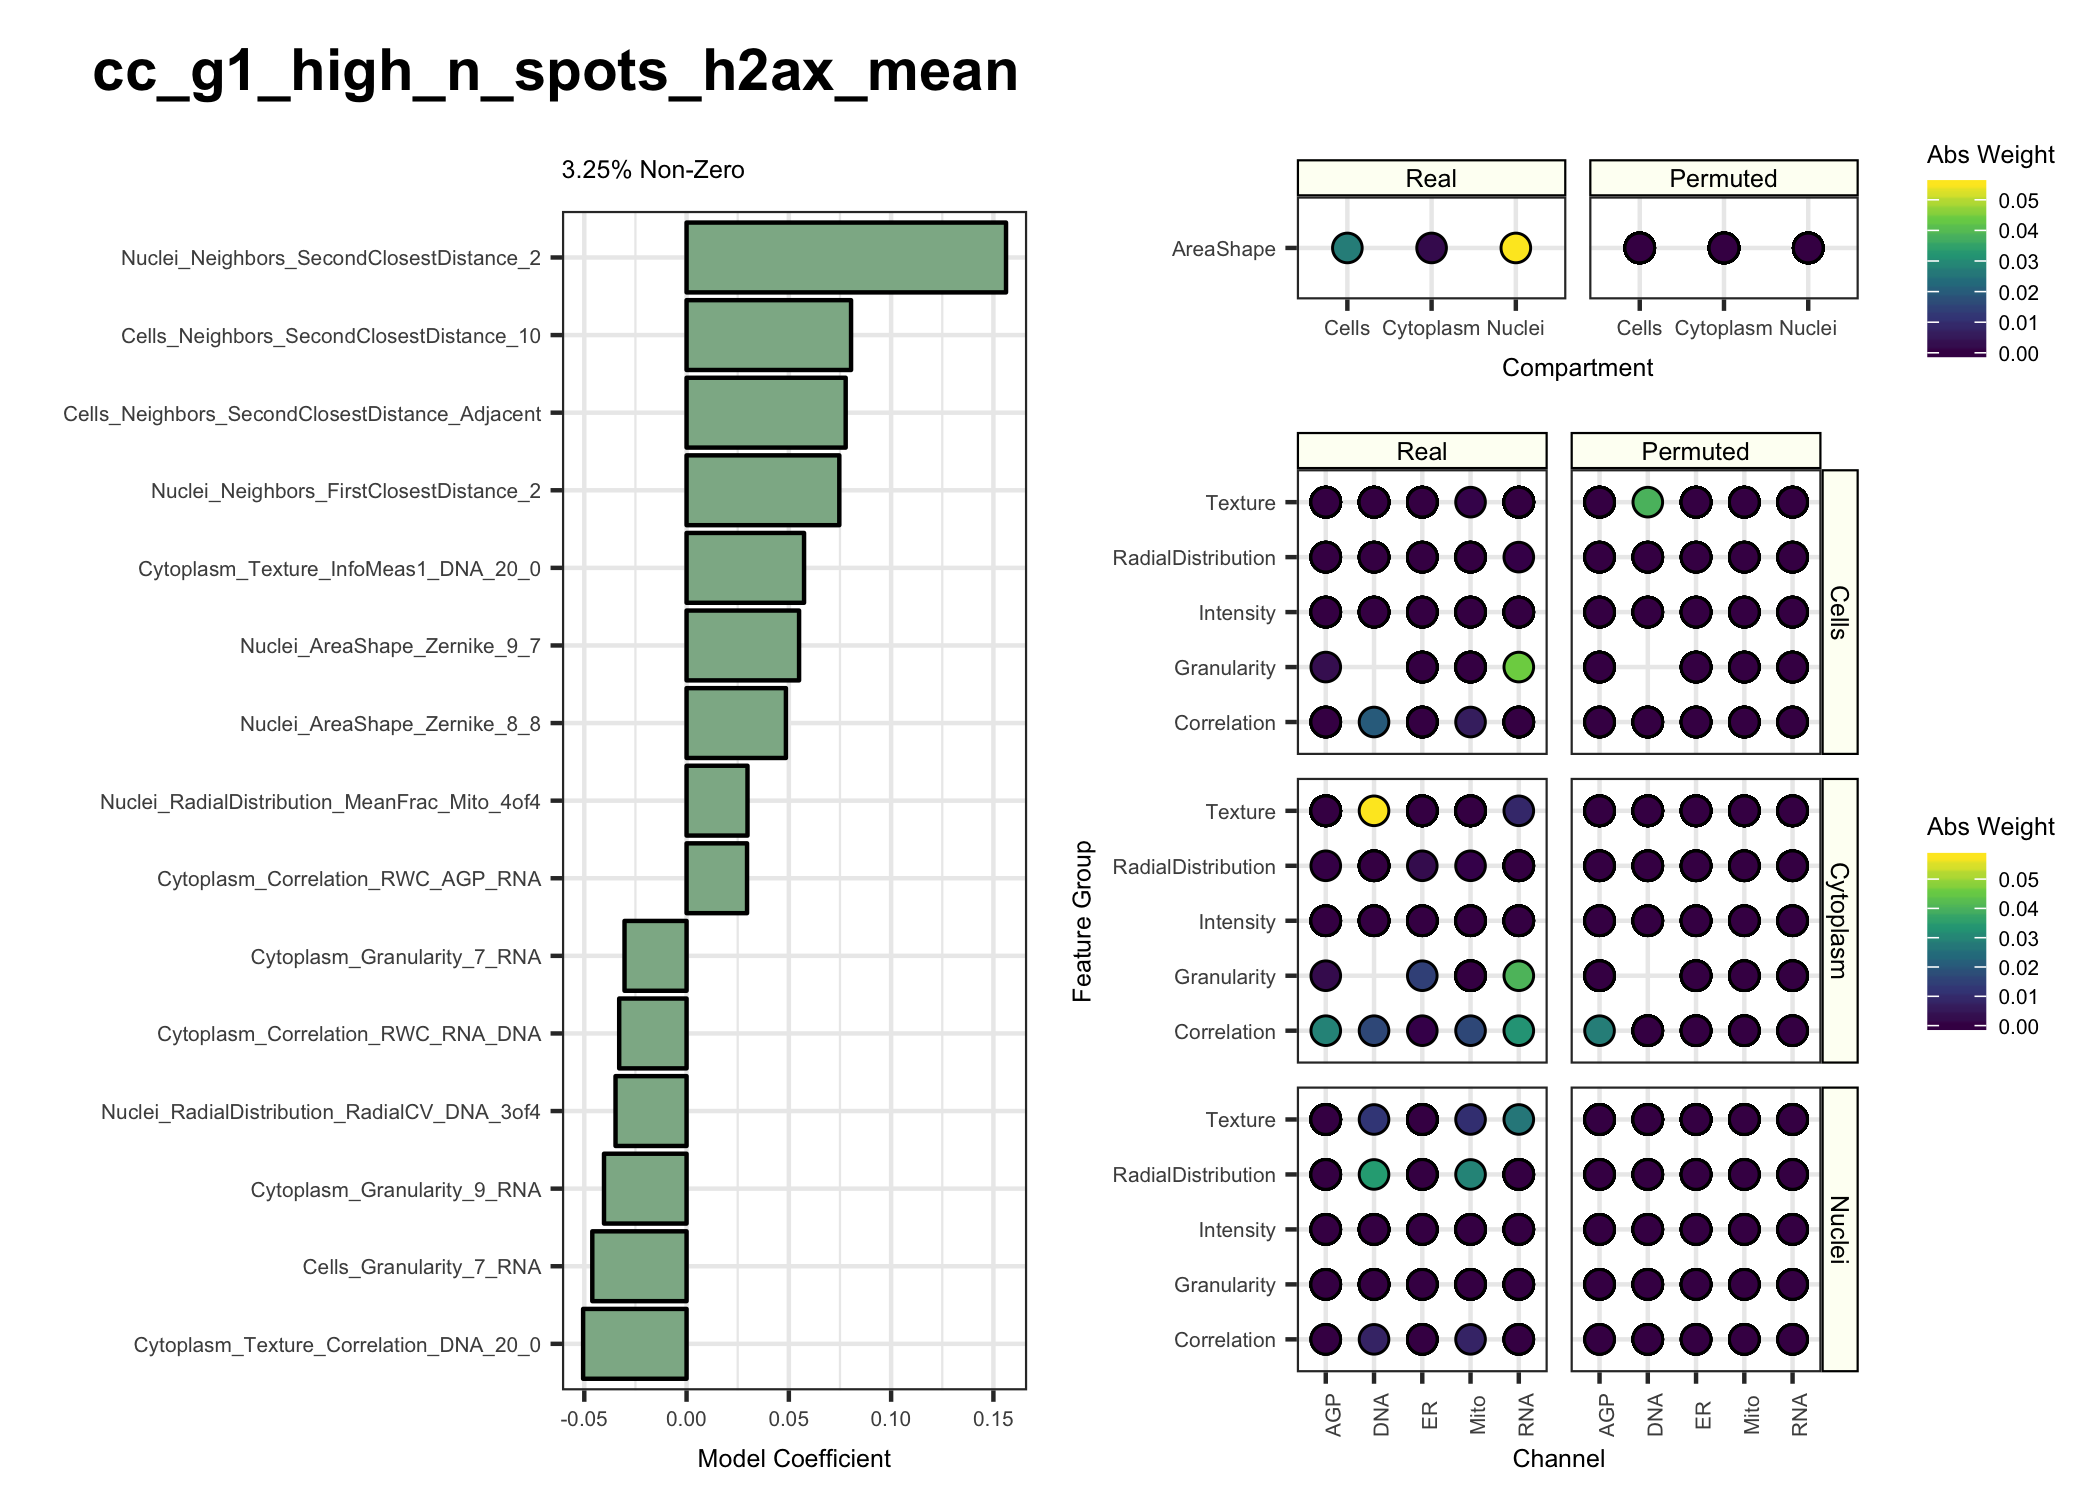 cc_g1_high_n_spots_h2ax_mean
3.25% Non-Zero
Nuclei_Neighbors_SecondClosestDistance_2
Cells_Neighbors_SecondClosestDistance_10
Cells_Neighbors_SecondClosestDistance_Adjacent
Nuclei_Neighbors_FirstClosestDistance_2
Cytoplasm_Texture_InfoMeas1_DNA_20_0
Nuclei_AreaShape_Zernike_9_7
Nuclei_AreaShape_Zernike_8_8
Nuclei_RadialDistribution_MeanFrac_Mito_4of4
Cytoplasm_Correlation_RWC_AGP_RNA
Cytoplasm_Granularity_7_RNA
Cytoplasm_Correlation_RWC_RNA_DNA
Nuclei_RadialDistribution_RadialCV_DNA_3of4
Cytoplasm_Granularity_9_RNA
Cells_Granularity_7_RNA
Cytoplasm_Texture_Correlation_DNA_20_0
-0.05 0.00 0.05 0.10 0.15
Model Coefficient
Real Permuted
AreaShape
Cells Cytoplasm Nuclei Cells Cytoplasm Nuclei
Compartment
Abs Weight
0.05
0.04
0.03
0.02
0.01
0.00
Feature Group
Real Permuted
Texture
RadialDistribution
Intensity
Granularity
Correlation
Cells
Texture
RadialDistribution
Intensity
Granularity
Correlation
Cytoplasm
Texture
RadialDistribution
Intensity
Granularity
Correlation
Nuclei
AGP DNA ER Mito RNA AGP DNA ER Mito RNA
Channel
Abs Weight
0.05
0.04
0.03
0.02
0.01
0.00